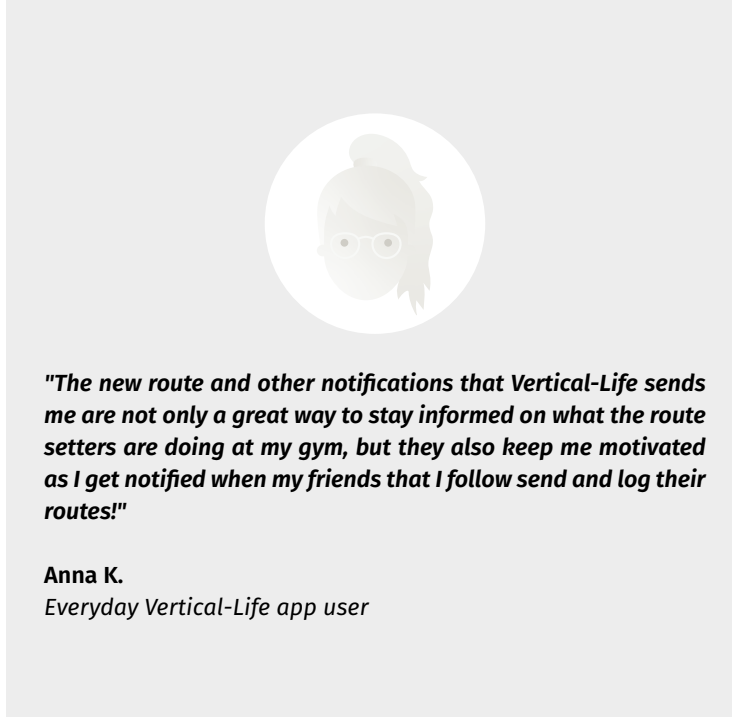 "The new route and other notifications that Vertical-Life sends
me are not only a great way to stay informed on what the route
setters are doing at my gym, but they also keep me motivated
as I get notified when my friends that I follow send and log their
routes!"
Anna K.
Everyday Vertical-Life app user